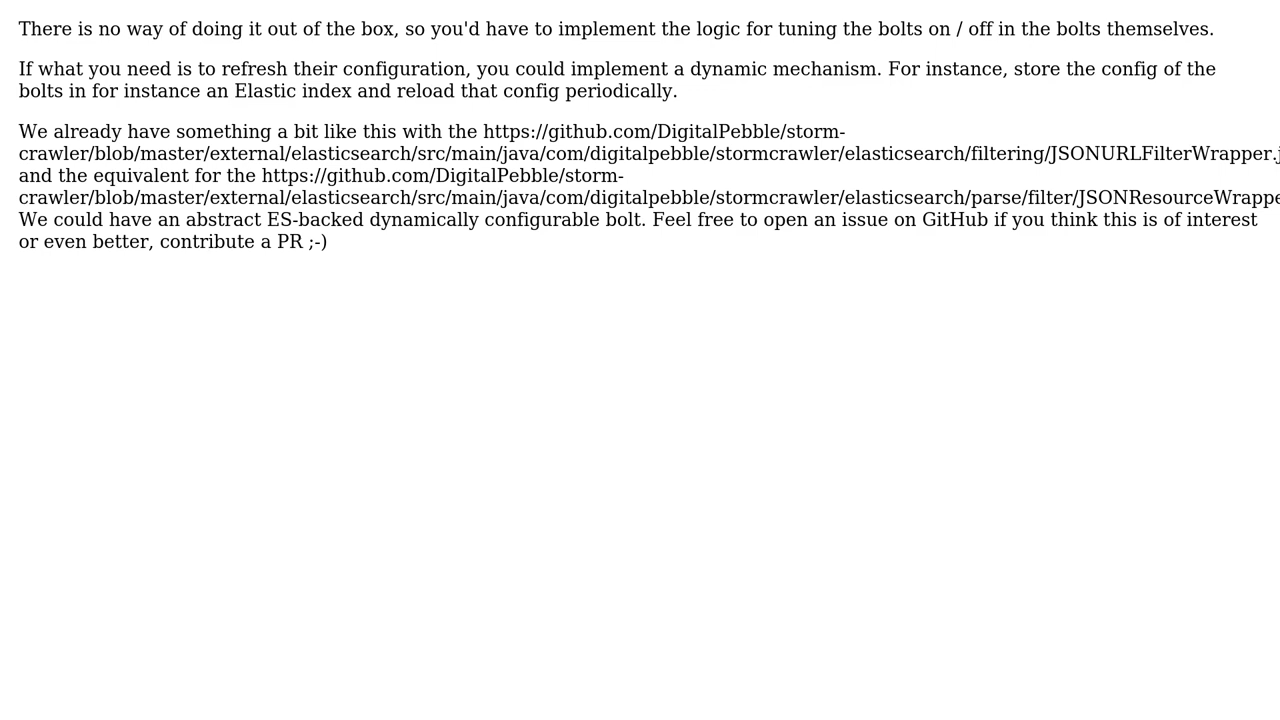 There is no way of doing it out of the box, so you'd have to implement the logic for tuning the bolts on / off in the bolts themselves.
If what you need is to refresh their configuration, you could implement a dynamic mechanism. For instance, store the config of the
bolts in for instance an Elastic index and reload that config periodically.
We already have something a bit like this with the https://github.com/DigitalPebble/storm-
crawler/blob/master/external/elasticsearch/src/main/java/com/digitalpebble/stormcrawler/elasticsearch/filtering/JSONURLFilterWrapper.j
and the equivalent for the https://github.com/DigitalPebble/storm-
crawler/blob/master/external/elasticsearch/src/main/java/com/digitalpebble/stormcrawler/elasticsearch/parse/filter/JSONResourceWrappe
We could have an abstract ES-backed dynamically configurable bolt. Feel free to open an issue on GitHub if you think this is of interest
or even better, contribute a PR ;-)